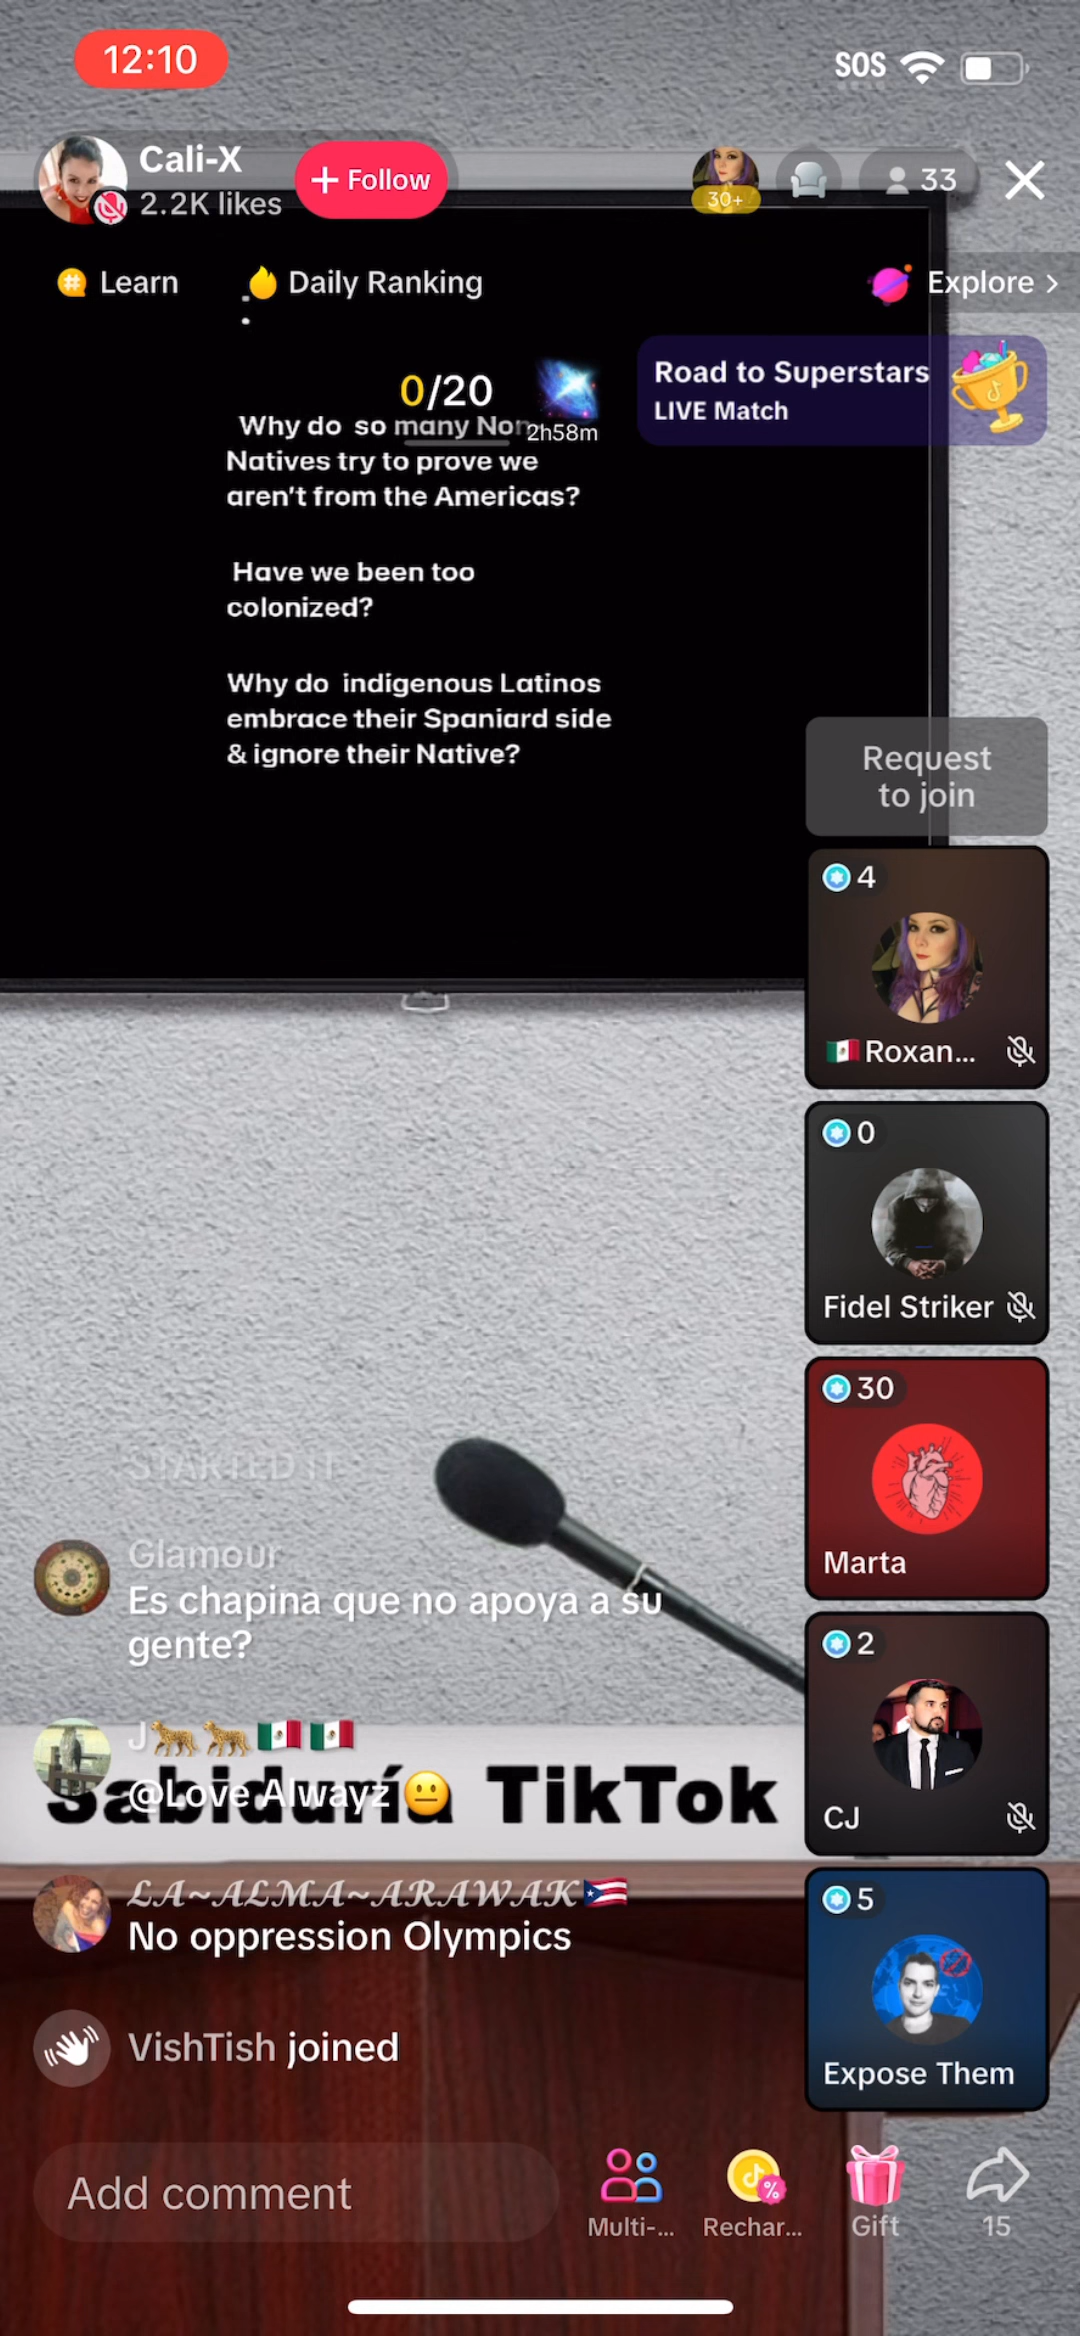 12:10
SOS
Cali-X
2.2K likes
+ Follow
30+
33
Learn
Daily Ranking
Explore >
0/20
2h58m
Road to Superstars
LIVE Match
Why do so many Non
Natives try to prove we
aren't from the Americas?
Have we been too
colonized?
Why do indigenous Latinos
embrace their Spaniard side
& ignore their Native?
Request
to join
4
🇲🇽Roxan...
0
Fidel Striker
30
Marta
2
CJ
5
Expose Them
Glamour
Es chapina que no apoya a su
gente?
J🐆🐆🇲🇽🇲🇽
@Love Alwayz😐
Sabiduría TikTok
LA~ALMA~ARAWAK🇵🇷
No oppression Olympics
VishTish joined
Add comment
Multi-...
Rechar...
Gift
15